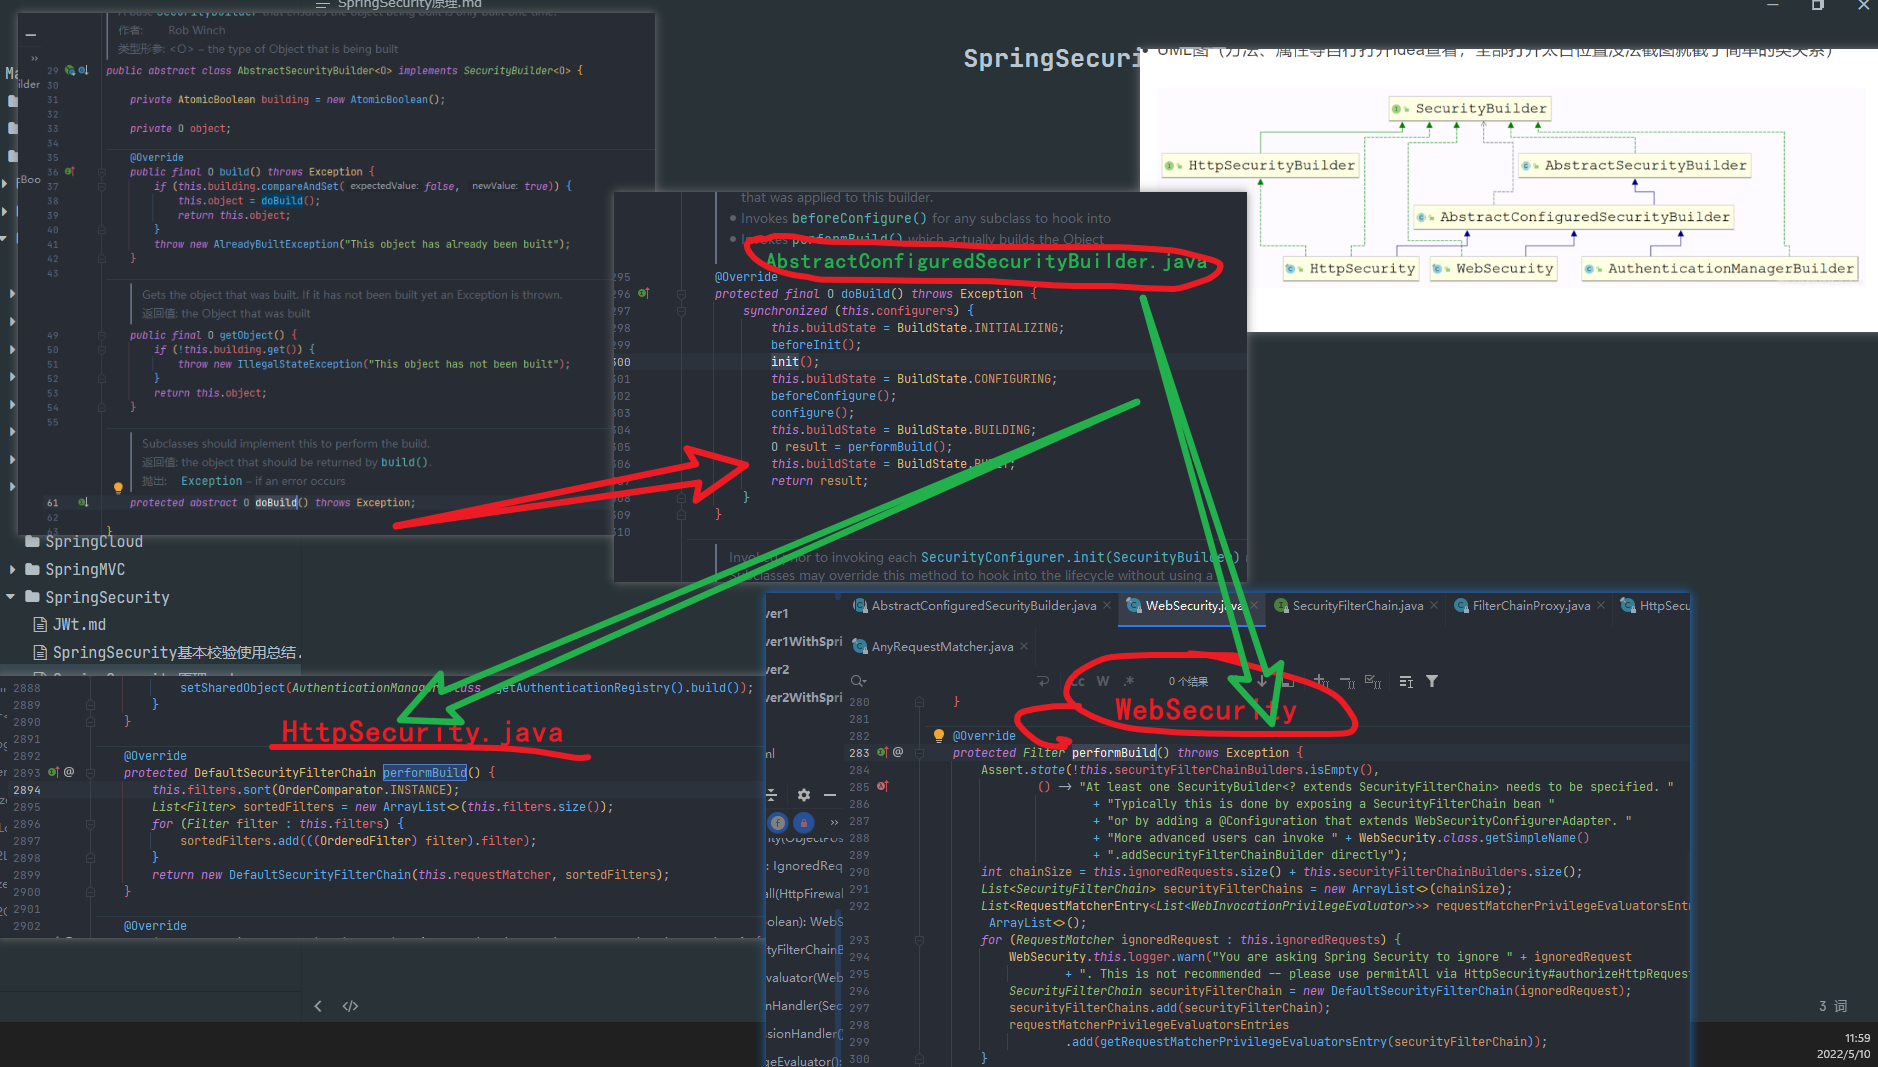 SpringSecurity原理.md
作者: Rob Winch
类型形参: <O> – the type of Object that is being built
29 public abstract class AbstractSecurityBuilder<O> implements SecurityBuilder<O> {
30
31 private AtomicBoolean building = new AtomicBoolean();
32
33 private O object;
34
35 @Override
36 public final O build() throws Exception {
37 if (this.building.compareAndSet( expectedValue: false, newValue: true)) {
38 this.object = doBuild();
39 return this.object;
40 }
41 throw new AlreadyBuiltException("This object has already been built");
42 }
43
Gets the object that was built. If it has not been built yet an Exception is thrown.
返回值: the Object that was built
49 public final O getObject() {
50 if (!this.building.get()) {
51 throw new IllegalStateException("This object has not been built");
52 }
53 return this.object;
54 }
55
Subclasses should implement this to perform the build.
返回值: the object that should be returned by build().
抛出: Exception – if an error occurs
61 protected abstract O doBuild() throws Exception;
62
63 }
SpringCloud
SpringMVC
SpringSecurity
JWt.md
SpringSecurity基本校验使用总结.
SpringSecuri
UML图（方法、属性等自行打开Idea查看，全部打开太占位置没法截图就截了简单的类关系）
SecurityBuilder
HttpSecurityBuilder
AbstractSecurityBuilder
AbstractConfiguredSecurityBuilder
HttpSecurity
WebSecurity
AuthenticationManagerBuilder
that was applied to this builder.
Invokes beforeConfigure() for any subclass to hook into
Invokes performBuild() which actually builds the Object
AbstractConfiguredSecurityBuilder.java
295 @Override
296 protected final O doBuild() throws Exception {
297 synchronized (this.configurers) {
298 this.buildState = BuildState.INITIALIZING;
299 beforeInit();
300 init();
301 this.buildState = BuildState.CONFIGURING;
302 beforeConfigure();
303 configure();
304 this.buildState = BuildState.BUILDING;
305 O result = performBuild();
306 this.buildState = BuildState.BUILT;
return result;
308 }
309 }
310
Invoked prior to invoking each SecurityConfigurer.init(SecurityBuilder)
Subclasses may override this method to hook into the lifecycle without using a
2888 setSharedObject(AuthenticationManager.class, getAuthenticationRegistry().build());
2889 }
2890 }
2891 HttpSecurity.java
2892 @Override
2893 protected DefaultSecurityFilterChain performBuild() {
2894 this.filters.sort(OrderComparator.INSTANCE);
2895 List<Filter> sortedFilters = new ArrayList<>(this.filters.size());
2896 for (Filter filter : this.filters) {
2897 sortedFilters.add(((OrderedFilter) filter).filter);
2898 }
2899 return new DefaultSecurityFilterChain(this.requestMatcher, sortedFilters);
2900 }
2901
2902 @Override
AbstractConfiguredSecurityBuilder.java WebSecurity.java SecurityFilterChain.java FilterChainProxy.java HttpSecu
AnyRequestMatcher.java
ver1
ver1WithSpri
ver2
ver2WithSpri
Cc W .* 0 个结果
WebSecurity
280 }
281
282 @Override
283 protected Filter performBuild() throws Exception {
284 Assert.state(!this.securityFilterChainBuilders.isEmpty(),
285 () -> "At least one SecurityBuilder<? extends SecurityFilterChain> needs to be specified. "
286 + "Typically this is done by exposing a SecurityFilterChain bean "
287 + "or by adding a @Configuration that extends WebSecurityConfigurerAdapter. "
288 + "More advanced users can invoke " + WebSecurity.class.getSimpleName()
289 + ".addSecurityFilterChainBuilder directly");
290 int chainSize = this.ignoredRequests.size() + this.securityFilterChainBuilders.size();
291 List<SecurityFilterChain> securityFilterChains = new ArrayList<>(chainSize);
292 List<RequestMatcherEntry<List<WebInvocationPrivilegeEvaluator>>> requestMatcherPrivilegeEvaluatorsEntr
ArrayList<>();
293 for (RequestMatcher ignoredRequest : this.ignoredRequests) {
294 WebSecurity.this.logger.warn("You are asking Spring Security to ignore " + ignoredRequest
295 + ". This is not recommended -- please use permitAll via HttpSecurity#authorizeHttpRequest
296 SecurityFilterChain securityFilterChain = new DefaultSecurityFilterChain(ignoredRequest);
297 securityFilterChains.add(securityFilterChain);
298 requestMatcherPrivilegeEvaluatorsEntries
299 .add(getRequestMatcherPrivilegeEvaluatorsEntry(securityFilterChain));
300 }
3 词
11:59
2022/5/10